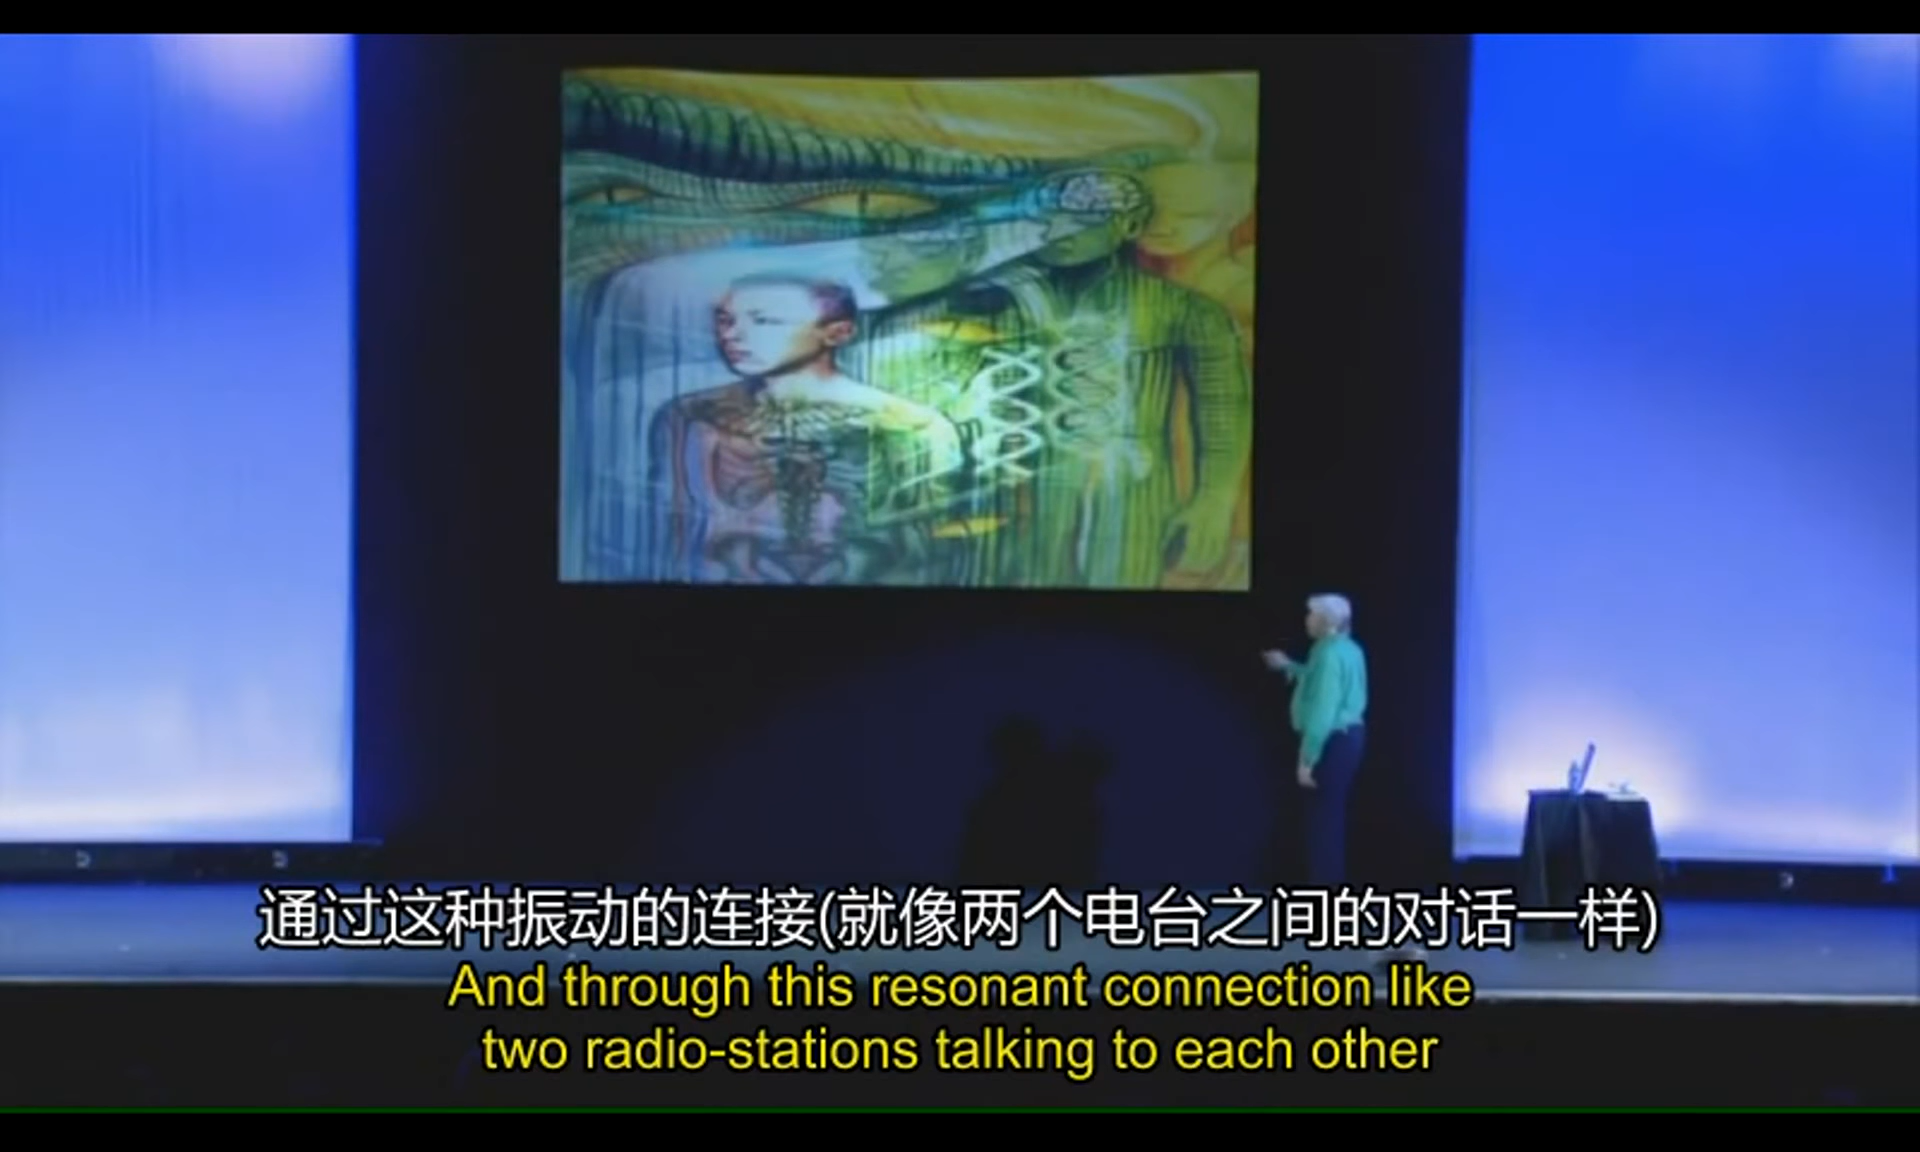 通过这种振动的连接(就像两个电台之间的对话一样)
And through this resonant connection like
two radio-stations talking to each other